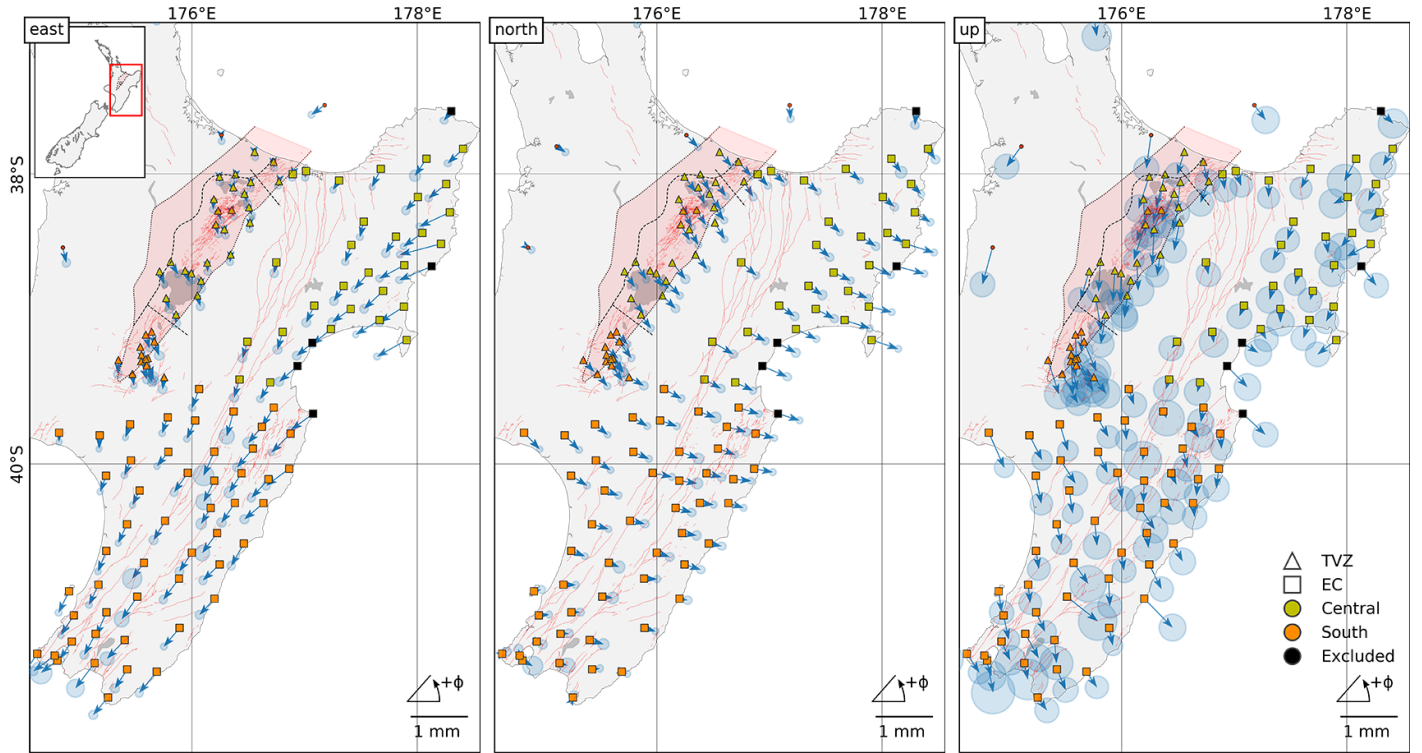 176°E 178°E 176°E 178°E 176°E 178°E
east north up
38°S
40°S
TVZ
EC
Central
South
Excluded
+ϕ +ϕ +ϕ
1 mm 1 mm 1 mm